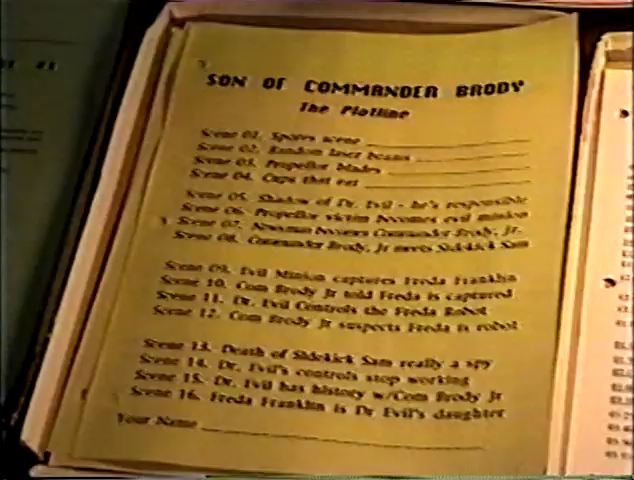 SON OF COMMANDER BRODY
The Plotline
Scene 01. Spores scene
Scene 02. Random laser beams
Scene 03. Propellor blades
Scene 04. Cups that eat
Scene 05. Shadow of Dr. Evil - he's responsible
Scene 06. Propellor victim becomes evil minion
Scene 07. Newsman becomes Commander Brody, Jr.
Scene 08. Commander Brody, Jr meets Sidekick Sam
Scene 09. Evil Minion captures Freda Franklin
Scene 10. Com Brody Jr told Freda is captured
Scene 11. Dr. Evil Controls the Freda Robot
Scene 12. Com Brody Jr suspects Freda is robot
Scene 13. Death of Sidekick Sam really a spy
Scene 14. Dr. Evil's controls stop working
Scene 15. Dr. Evil has history w/Com Brody Jr
Scene 16. Freda Franklin is Dr Evil's daughter
Your Name